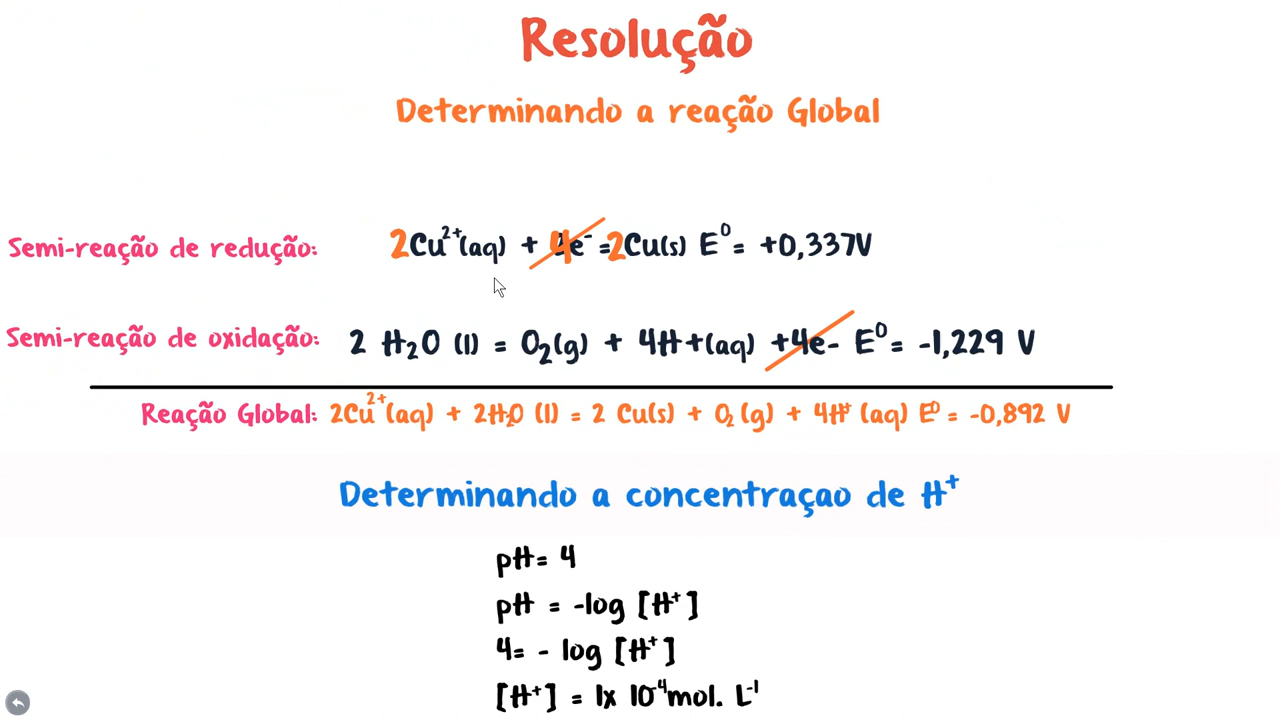 Resolução
Determinando a reação Global
Semi-reação de redução: 2Cu²⁺(aq) + 4e⁻ = 2Cu(s) E⁰= +0,337V
Semi-reação de oxidação: 2 H₂O (l) = O₂(g) + 4H+(aq) +4e- E⁰= -1,229 V
Reação Global: 2Cu²⁺(aq) + 2H₂O (l) = 2 Cu(s) + O₂ (g) + 4H⁺ (aq) E⁰ = -0,892 V
Determinando a concentraçao de H⁺
pH= 4
pH = -log [H⁺]
4= - log [H⁺]
[H⁺] = 1x 10⁻⁴mol. L⁻¹